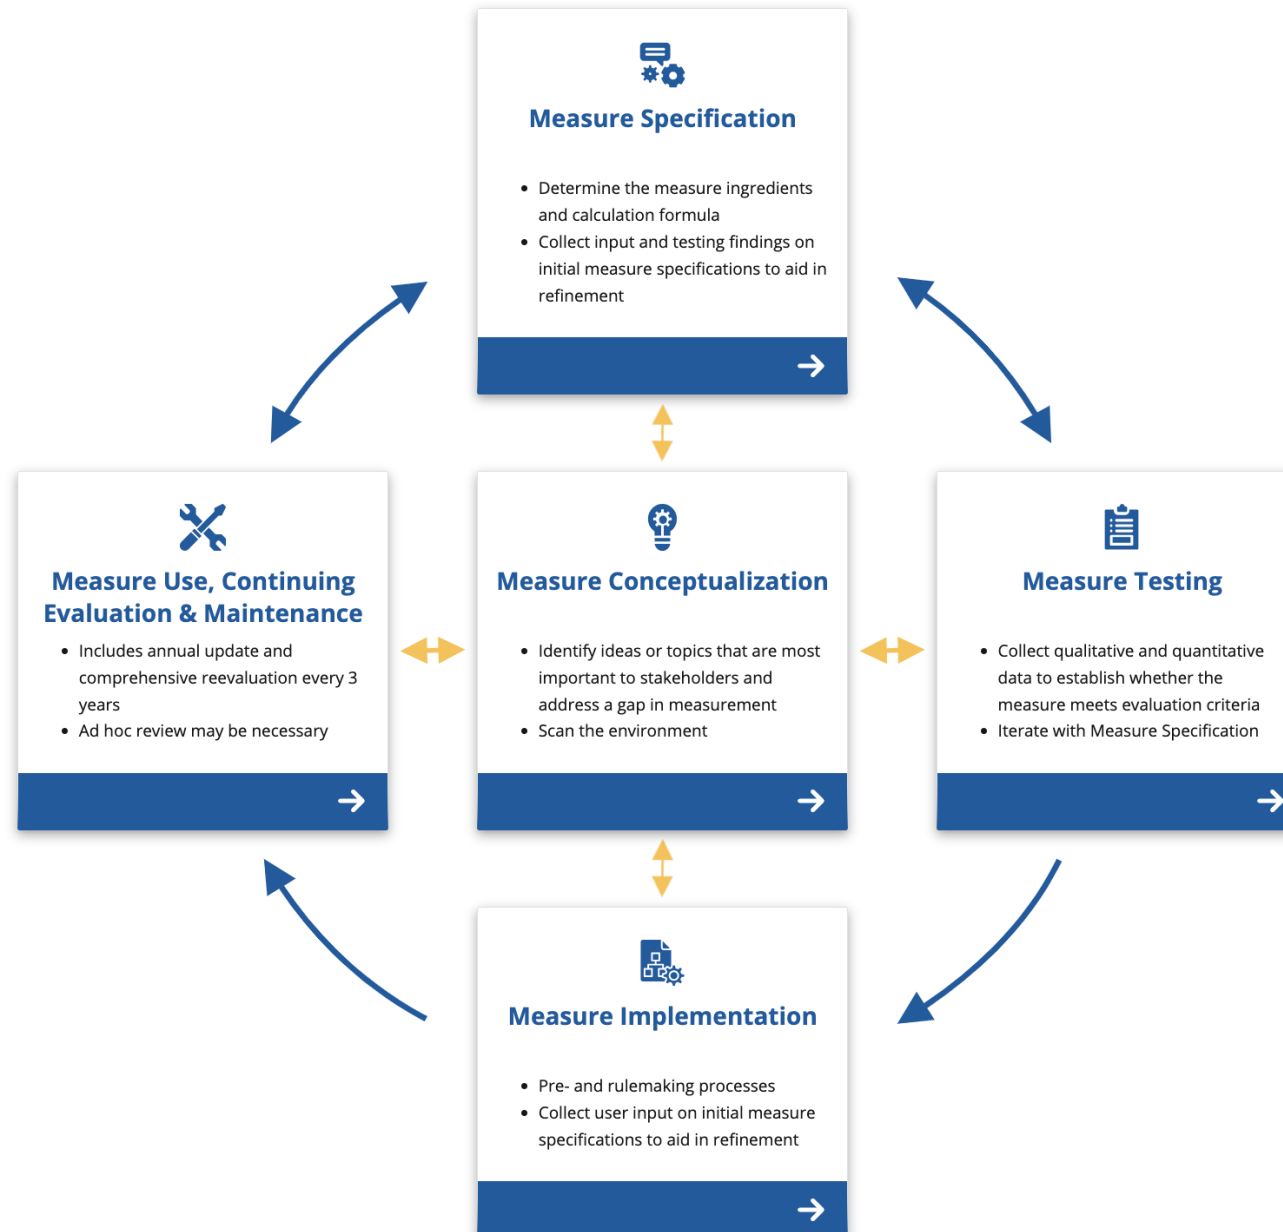 Measure Specification
• Determine the measure ingredients
and calculation formula
• Collect input and testing findings on
initial measure specifications to aid in
refinement
Measure Use, Continuing
Evaluation & Maintenance
• Includes annual update and
comprehensive reevaluation every 3
years
• Ad hoc review may be necessary
Measure Conceptualization
• Identify ideas or topics that are most
important to stakeholders and
address a gap in measurement
• Scan the environment
Measure Testing
• Collect qualitative and quantitative
data to establish whether the
measure meets evaluation criteria
• Iterate with Measure Specification
Measure Implementation
• Pre- and rulemaking processes
• Collect user input on initial measure
specifications to aid in refinement